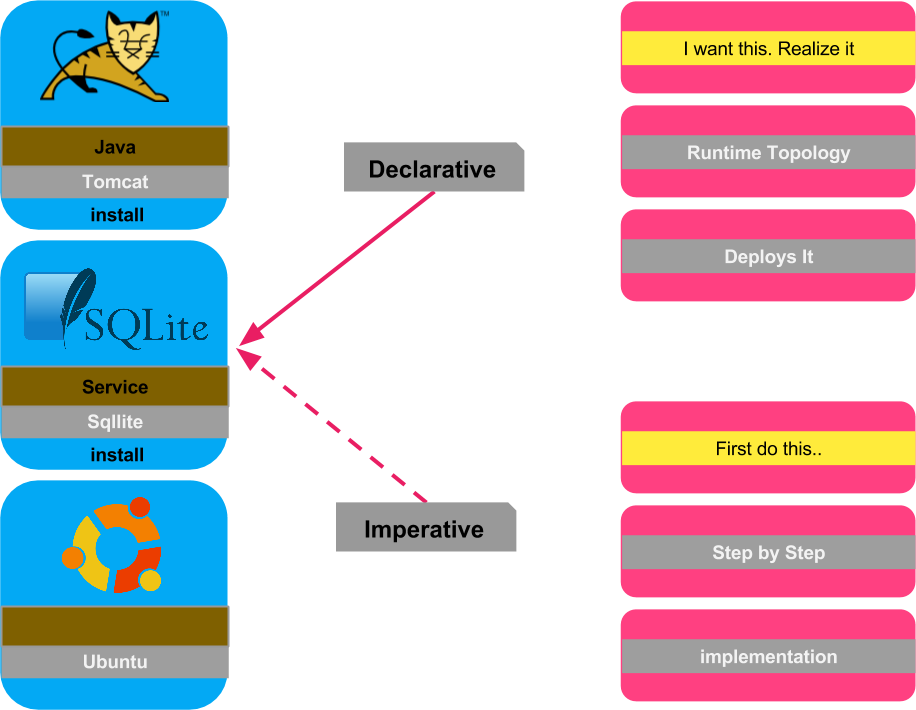 TM
Java
Tomcat
install
SQLite
Service
Sqllite
install
Ubuntu
Declarative
Imperative
I want this. Realize it
Runtime Topology
Deploys It
First do this..
Step by Step
implementation